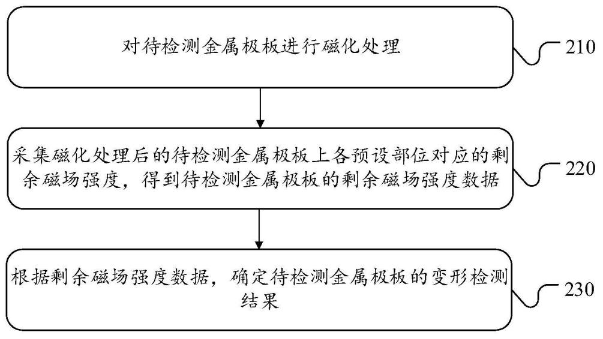 对待检测金属极板进行磁化处理
210
采集磁化处理后的待检测金属极板上各预设部位对应的剩
余磁场强度，得到待检测金属极板的剩余磁场强度数据
220
根据剩余磁场强度数据，确定待检测金属极板的变形检测
结果
230